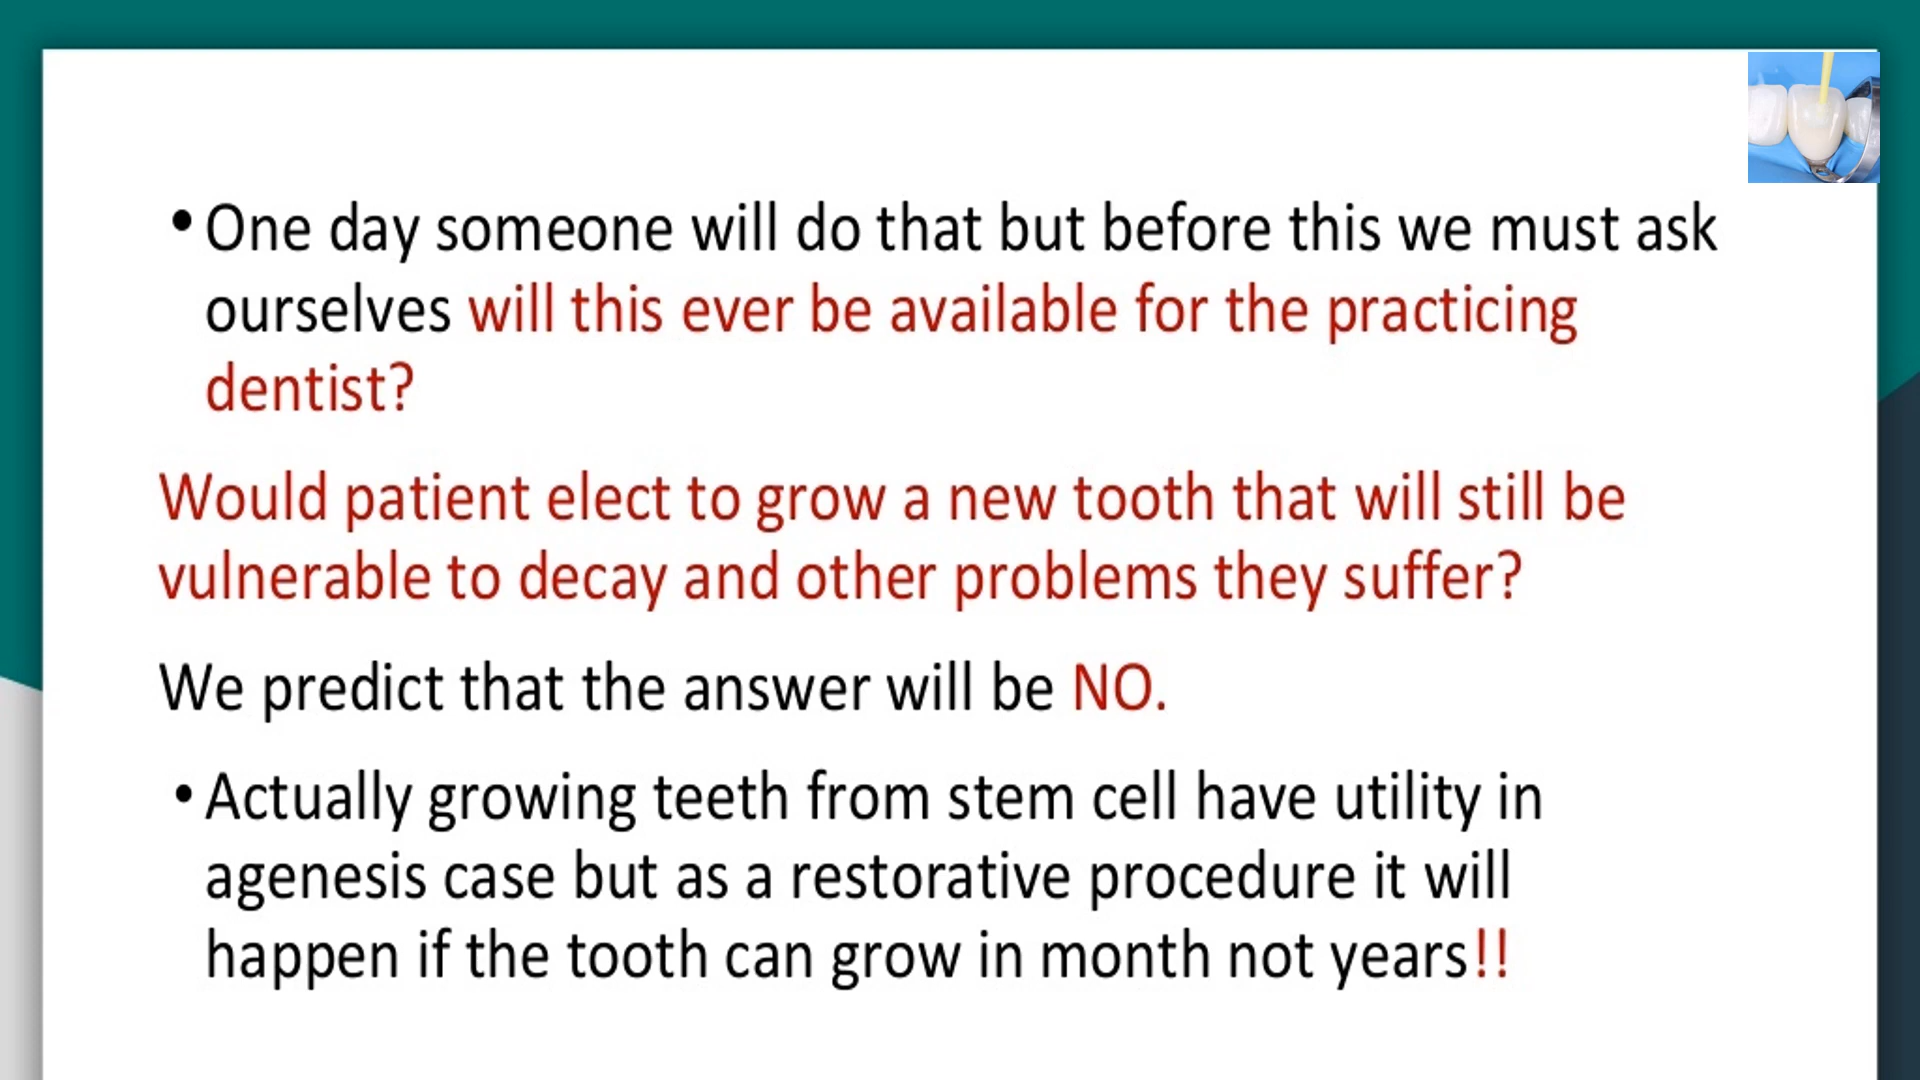 • One day someone will do that but before this we must ask
ourselves will this ever be available for the practicing
dentist?
Would patient elect to grow a new tooth that will still be
vulnerable to decay and other problems they suffer?
We predict that the answer will be NO.
• Actually growing teeth from stem cell have utility in
agenesis case but as a restorative procedure it will
happen if the tooth can grow in month not years!!